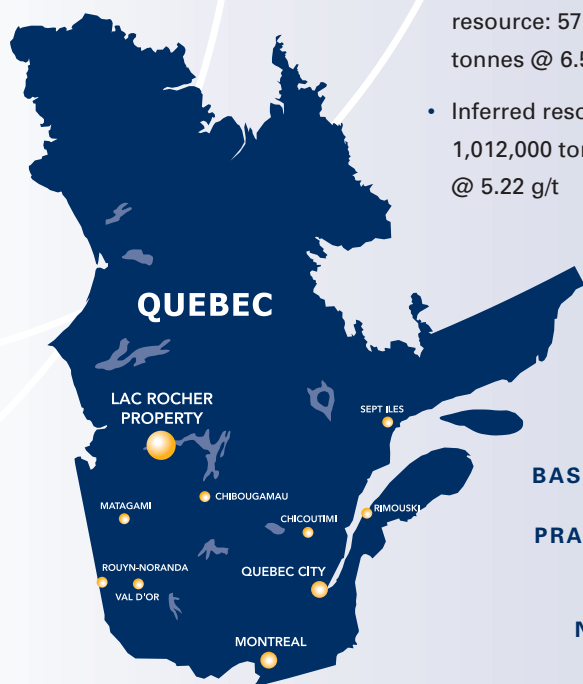 resource: 57
tonnes @ 6.5
• Inferred reso
1,012,000 ton
@ 5.22 g/t
QUEBEC
LAC ROCHER
PROPERTY
SEPT ILES
CHIBOUGAMAU
MATAGAMI
CHICOUTIMI
RIMOUSKI
ROUYN-NORANDA
VAL D'OR
QUEBEC CITY
MONTREAL
BAS
PRA
N